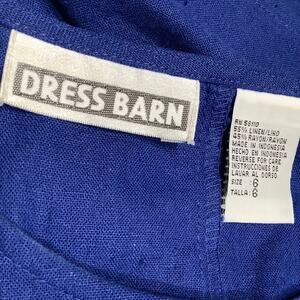 DRESS BARN
RN 58110
55% LINEN/LINO
45% RAYON/RAYON
MADE IN INDONESIA
HECHO EN INDONESIA
REVERSE FOR CARE
INSTRUCCIONES DE
LAVAR AL DORSO
SIZE : 6
TALLA: 6